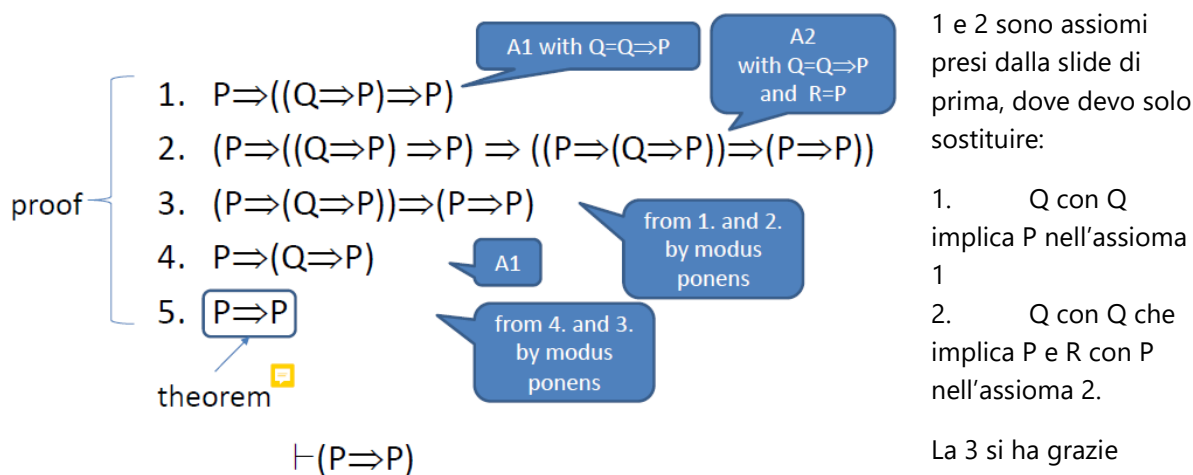 A1 with Q=Q⇒P
A2
with Q=Q⇒P
and R=P
1. P⇒((Q⇒P)⇒P)
2. (P⇒((Q⇒P) ⇒P) ⇒ ((P⇒(Q⇒P))⇒(P⇒P))
proof
3. (P⇒(Q⇒P))⇒(P⇒P)
from 1. and 2.
by modus
ponens
4. P⇒(Q⇒P)
A1
5. P⇒P
from 4. and 3.
by modus
ponens
theorem
⊢(P⇒P)
1 e 2 sono assiomi
presi dalla slide di
prima, dove devo solo
sostituire:
1. Q con Q
implica P nell’assioma
1
2. Q con Q che
implica P e R con P
nell’assioma 2.
La 3 si ha grazie